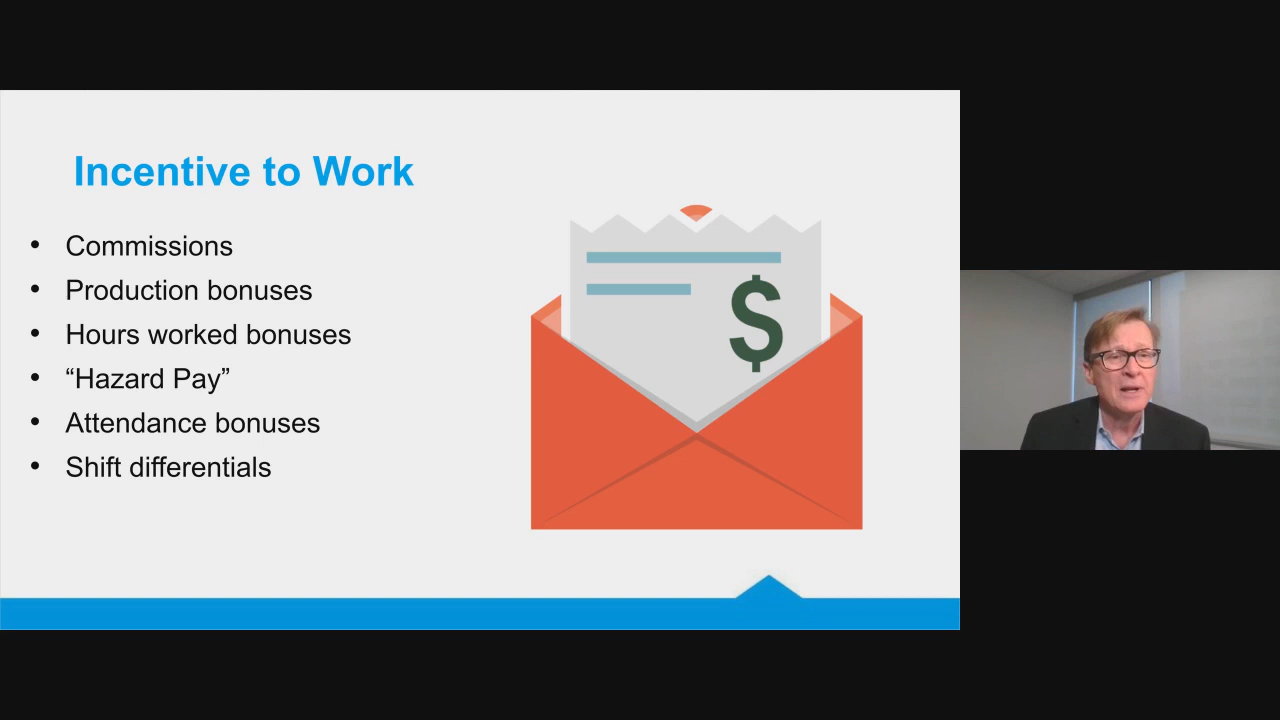 Incentive to Work
• Commissions
• Production bonuses
• Hours worked bonuses
• “Hazard Pay”
• Attendance bonuses
• Shift differentials
$